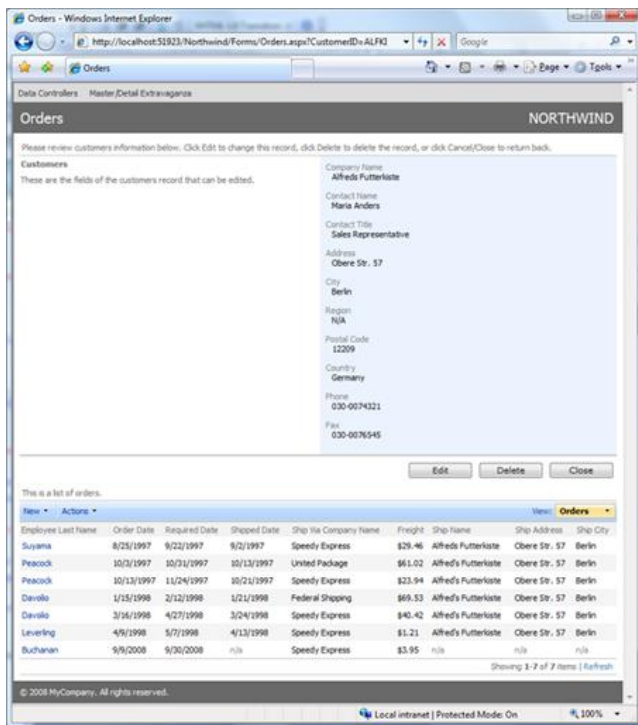 Orders - Windows Internet Explorer
http://localhost:51923/Northwind/Forms/Orders.aspx?CustomerID=ALFKI
Google
Orders
Page Tools
Data Controllers Master/Detail Extravaganza
Orders NORTHWIND
Please review customers information below. Click Edit to change this record, click Delete to delete the record, or click Cancel/Close to return back.
Customers
These are the fields of the customers record that can be edited.
Company Name
Alfreds Futterkiste
Contact Name
Maria Anders
Contact Title
Sales Representative
Address
Obere Str. 57
City
Berlin
Region
N/A
Postal Code
12209
Country
Germany
Phone
030-0074321
Fax
030-0076545
Edit Delete Close
This is a list of orders.
New Actions View: Orders
Employee Last Name Order Date Required Date Shipped Date Ship Via Company Name Freight Ship Name Ship Address Ship City
Suyama 8/25/1997 9/22/1997 9/2/1997 Speedy Express $29.46 Alfreds Futterkiste Obere Str. 57 Berlin
Peacock 10/3/1997 10/31/1997 10/13/1997 United Package $61.02 Alfred's Futterkiste Obere Str. 57 Berlin
Peacock 10/13/1997 11/24/1997 10/21/1997 Speedy Express $23.94 Alfred's Futterkiste Obere Str. 57 Berlin
Davolio 1/15/1998 2/12/1998 1/21/1998 Federal Shipping $69.53 Alfred's Futterkiste Obere Str. 57 Berlin
Davolio 3/16/1998 4/27/1998 3/24/1998 Speedy Express $40.42 Alfred's Futterkiste Obere Str. 57 Berlin
Leverling 4/9/1998 5/7/1998 4/13/1998 Speedy Express $1.21 Alfred's Futterkiste Obere Str. 57 Berlin
Buchanan 9/9/2008 9/30/2008 n/a Speedy Express $3.95 n/a n/a n/a
Showing 1-7 of 7 items | Refresh
© 2008 MyCompany. All rights reserved.
Local intranet | Protected Mode: On 100%